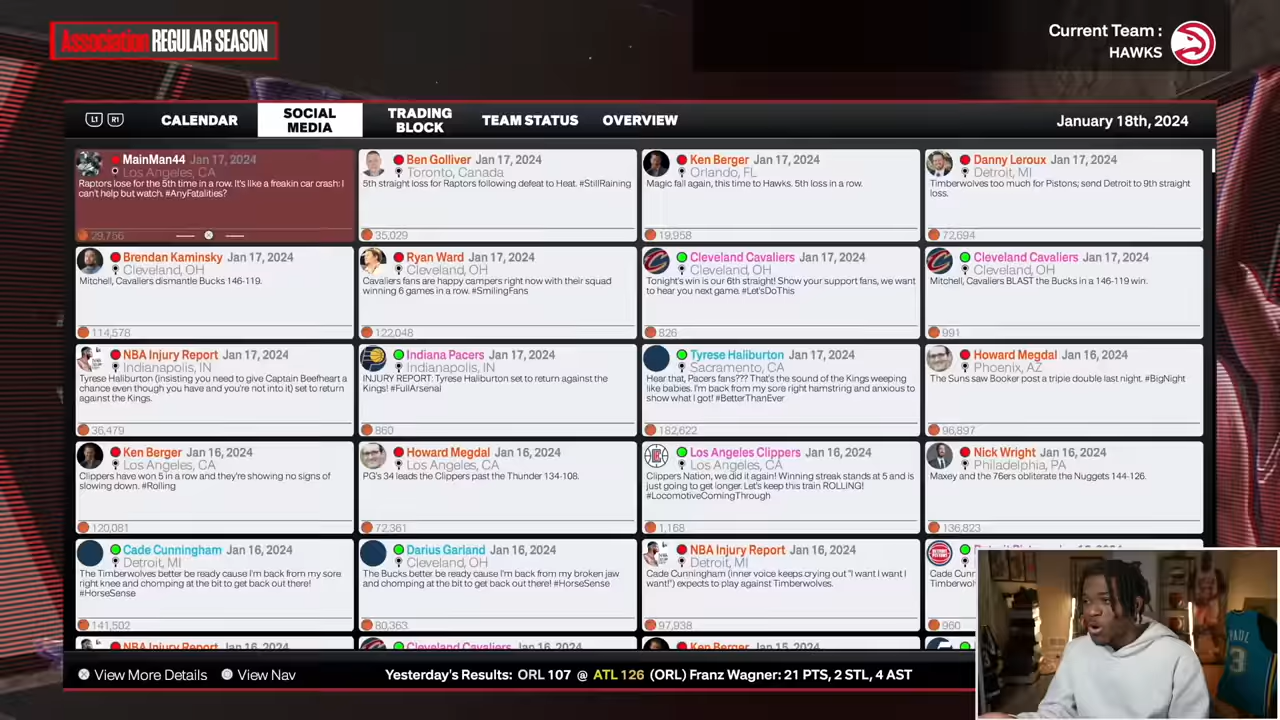 Association REGULAR SEASON
Current Team :
HAWKS
L1 R1
CALENDAR
SOCIAL
MEDIA
TRADING
BLOCK
TEAM STATUS
OVERVIEW
January 18th, 2024
MainMan44 Jan 17, 2024
Los Angeles, CA
Raptors lose for the 5th time in a row. It's like a freakin car crash: I
can't help but watch. #AnyFatalities?
29,756
Ben Golliver Jan 17, 2024
Toronto, Canada
5th straight loss for Raptors following defeat to Heat. #StillRaining
35,029
Ken Berger Jan 17, 2024
Orlando, FL
Magic fall again, this time to Hawks. 5th loss in a row.
19,958
Danny Leroux Jan 17, 2024
Detroit, MI
Timberwolves too much for Pistons; send Detroit to 9th straight
loss.
72,694
Brendan Kaminsky Jan 17, 2024
Cleveland, OH
Mitchell, Cavaliers dismantle Bucks 146-119.
114,578
Ryan Ward Jan 17, 2024
Cleveland, OH
Cavaliers fans are happy campers right now with their squad
winning 6 games in a row. #SmilingFans
122,048
Cleveland Cavaliers Jan 17, 2024
Cleveland, OH
Tonight's win is our 6th straight! Show your support fans, we want
to hear you next game. #Let'sDoThis
826
Cleveland Cavaliers Jan 17, 2024
Cleveland, OH
Mitchell, Cavaliers BLAST the Bucks in a 146-119 win.
991
NBA Injury Report Jan 17, 2024
Indianapolis, IN
Tyrese Haliburton (insisting you need to give Captain Beefheart a
chance even though you have and you're not into it) set to return
against the Kings.
36,479
Indiana Pacers Jan 17, 2024
Indianapolis, IN
INJURY REPORT: Tyrese Haliburton set to return against the
Kings! #FullArsenal
860
Tyrese Haliburton Jan 17, 2024
Sacramento, CA
Hear that, Pacers fans??? That's the sound of the Kings weeping
like babies. I'm back from my sore right hamstring and anxious to
show what I got! #BetterThanEver
182,622
Howard Megdal Jan 16, 2024
Phoenix, AZ
The Suns saw Booker post a triple double last night. #BigNight
96,897
Ken Berger Jan 16, 2024
Los Angeles, CA
Clippers have won 5 in a row and they're showing no signs of
slowing down. #Rolling
120,081
Howard Megdal Jan 16, 2024
Los Angeles, CA
PG's 34 leads the Clippers past the Thunder 134-108.
72,361
Los Angeles Clippers Jan 16, 2024
Los Angeles, CA
Clippers Nation, we did it again! Winning streak stands at 5 and is
just going to get longer. Let's keep this train ROLLING!
#LocomotiveComingThrough
1,168
Nick Wright Jan 16, 2024
Philadelphia, PA
Maxey and the 76ers obliterate the Nuggets 144-126.
136,823
Cade Cunningham Jan 16, 2024
Detroit, MI
The Timberwolves better be ready cause I'm back from my sore
right knee and chomping at the bit to get back out there!
#HorseSense
141,502
Darius Garland Jan 16, 2024
Cleveland, OH
The Bucks better be ready cause I'm back from my broken jaw
and chomping at the bit to get back out there! #HorseSense
80,363
NBA Injury Report Jan 16, 2024
Detroit, MI
Cade Cunningham (inner voice keeps crying out "I want I want I
want!") expects to play against Timberwolves.
97,938
960
NBA Injury Report Jan 16, 2024
Cleveland Cavaliers Jan 16, 2024
Ken Berger Jan 15, 2024
View More Details
View Nav
Yesterday's Results: ORL 107 @ ATL 126 (ORL) Franz Wagner: 21 PTS, 2 STL, 4 AST
PAUL
3